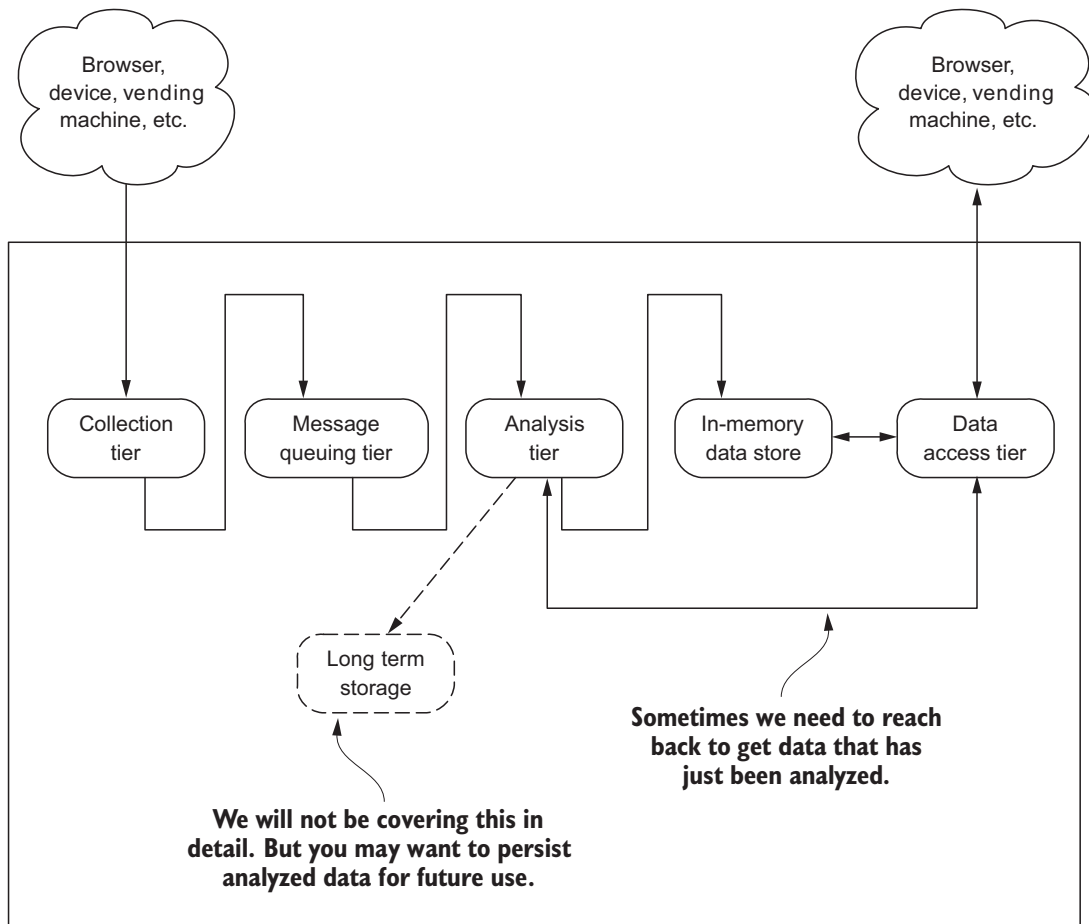 Browser,
device, vending
machine, etc.
Browser,
device, vending
machine, etc.
Collection
tier
Message
queuing tier
Analysis
tier
In-memory
data store
Data
access tier
Long term
storage
Sometimes we need to reach
back to get data that has
just been analyzed.
We will not be covering this in
detail. But you may want to persist
analyzed data for future use.